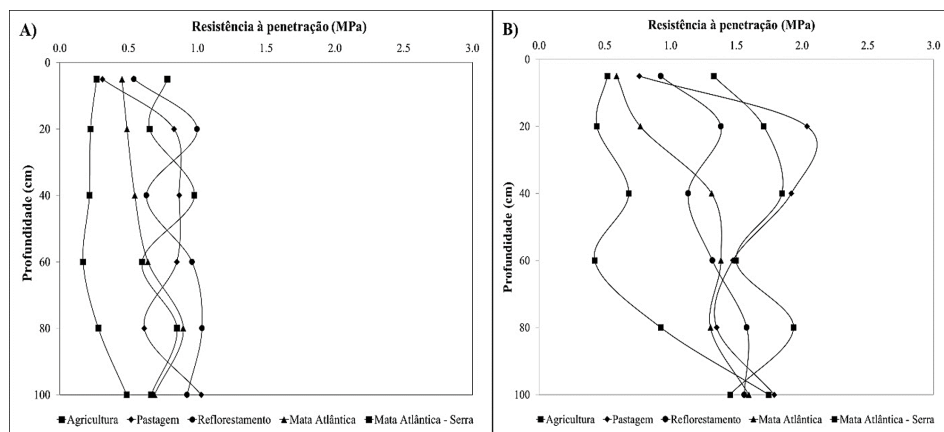 A)
Resistência à penetração (MPa)
0.0 0.5 1.0 1.5 2.0 2.5 3.0
Profundidade (cm)
0
20
40
60
80
100
Agricultura Pastagem Reflorestamento Mata Atlântica Mata Atlântica - Serra
B)
Resistência à penetração (MPa)
0.0 0.5 1.0 1.5 2.0 2.5 3.0
Profundidade (cm)
0
20
40
60
80
100
Agricultura Pastagem Reflorestamento Mata Atlântica Mata Atlântica - Serra